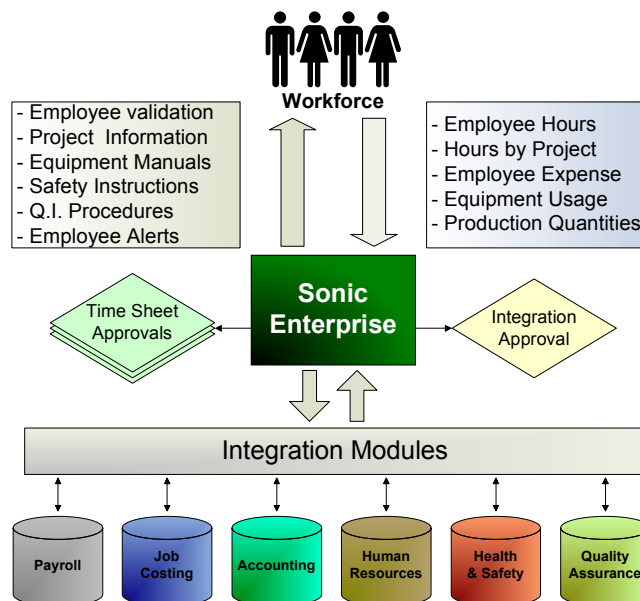 Workforce
- Employee validation
- Project Information
- Equipment Manuals
- Safety Instructions
- Q.I. Procedures
- Employee Alerts
- Employee Hours
- Hours by Project
- Employee Expense
- Equipment Usage
- Production Quantities
Time Sheet
Approvals
Sonic
Enterprise
Integration
Approval
Integration Modules
Payroll
Job
Costing
Accounting
Human
Resources
Health
& Safety
Quality
Assurance